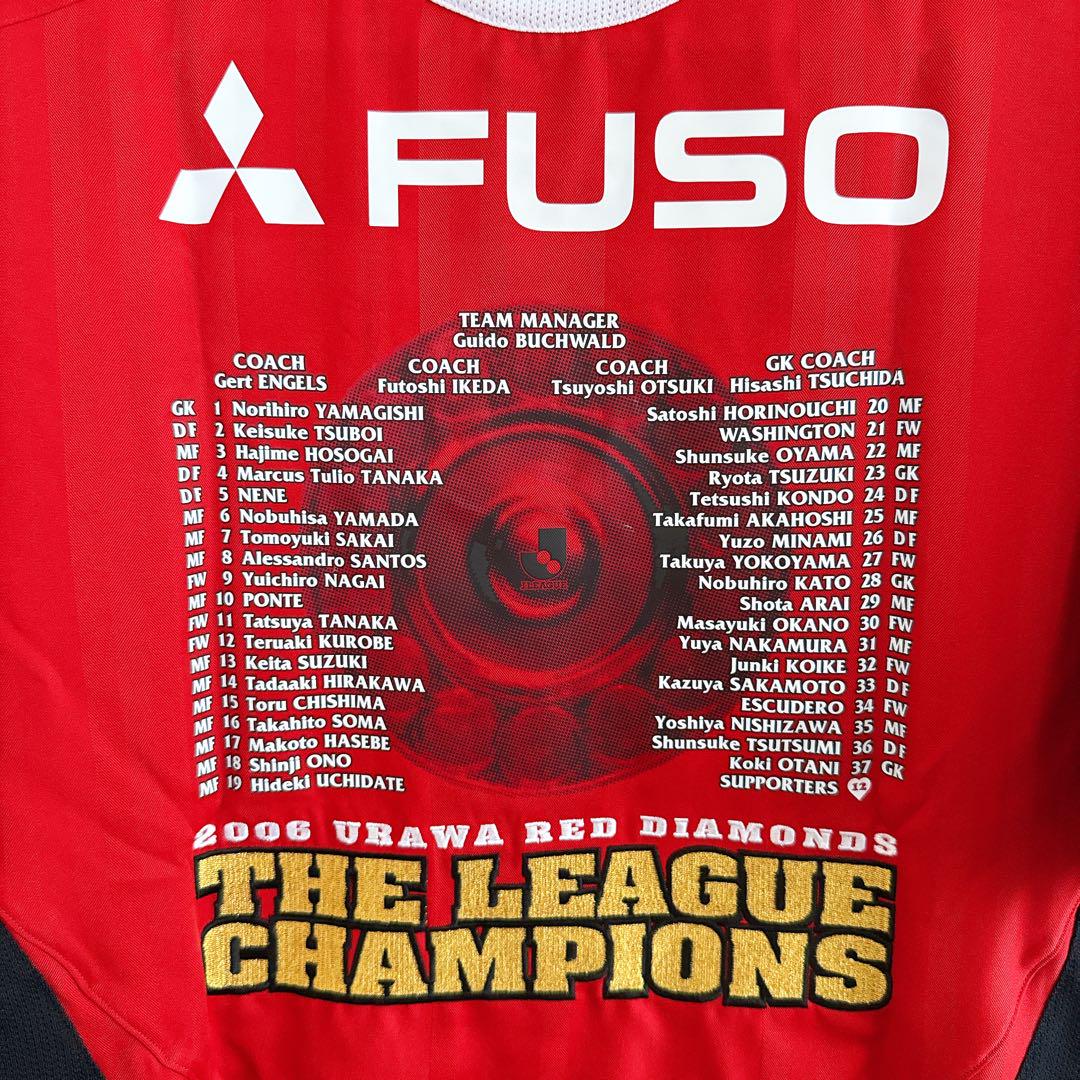 FUSO
TEAM MANAGER
Guido BUCHWALD
COACH
Gert ENGELS
COACH
Futoshi IKEDA
COACH
Tsuyoshi OTSUKI
GK COACH
Hisashi TSUCHIDA
GK 1 Norihiro YAMAGISHI
DF 2 Keisuke TSUBOI
MF 3 Hajime HOSOGAI
DF 4 Marcus Tulio TANAKA
DF 5 NENE
MF 6 Nobuhisa YAMADA
MF 7 Tomoyuki SAKAI
MF 8 Alessandro SANTOS
FW 9 Yuichiro NAGAI
MF 10 PONTE
FW 11 Tatsuya TANAKA
FW 12 Teruaki KUROBE
MF 13 Keita SUZUKI
MF 14 Tadaaki HIRAKAWA
MF 15 Toru CHISHIMA
MF 16 Takahito SOMA
MF 17 Makoto HASEBE
MF 18 Shinji ONO
MF 19 Hideki UCHIDATE
Satoshi HORINOUCHI 20 MF
WASHINGTON 21 FW
Shunsuke OYAMA 22 MF
Ryota TSUZUKI 23 GK
Tetsushi KONDO 24 DF
Takafumi AKAHOSHI 25 MF
Yuzo MINAMI 26 DF
Takuya YOKOYAMA 27 FW
Nobuhiro KATO 28 GK
Shota ARAI 29 MF
Masayuki OKANO 30 FW
Yuya NAKAMURA 31 MF
Junki KOIKE 32 FW
Kazuya SAKAMOTO 33 DF
ESCUDERO 34 FW
Yoshiya NISHIZAWA 35 MF
Shunsuke TSUTSUMI 36 DF
Koki OTANI 37 GK
SUPPORTERS 12
J.LEAGUE
2006 URAWA RED DIAMONDS
THE LEAGUE
CHAMPIONS